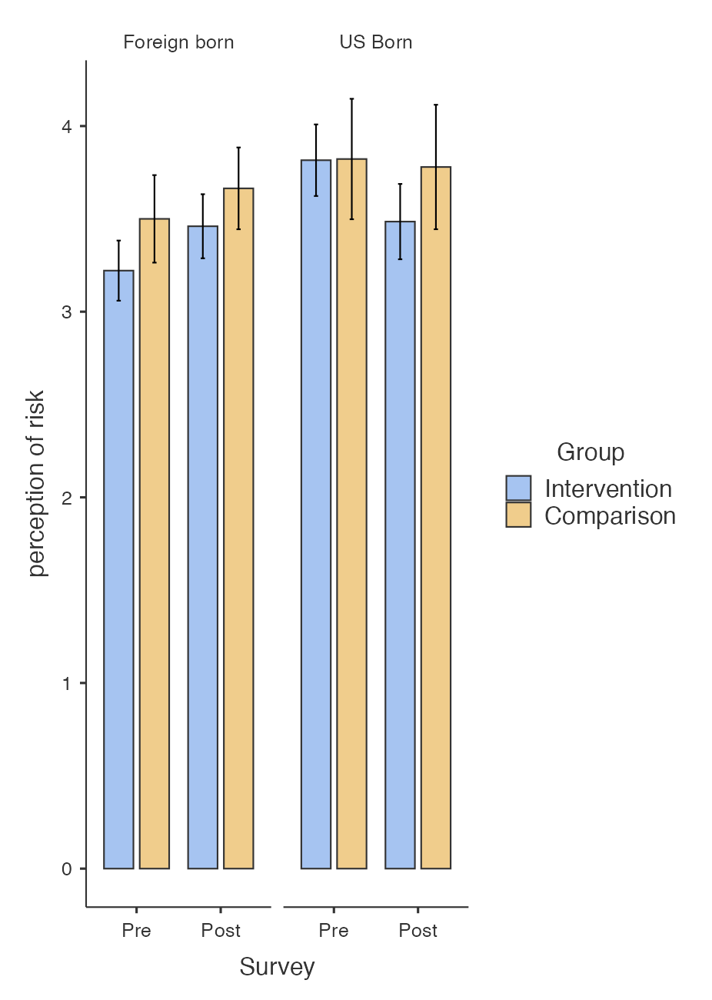 Foreign born
US Born
4
3
2
1
0
perception of risk
Pre
Post
Pre
Post
Survey
Group
Intervention
Comparison